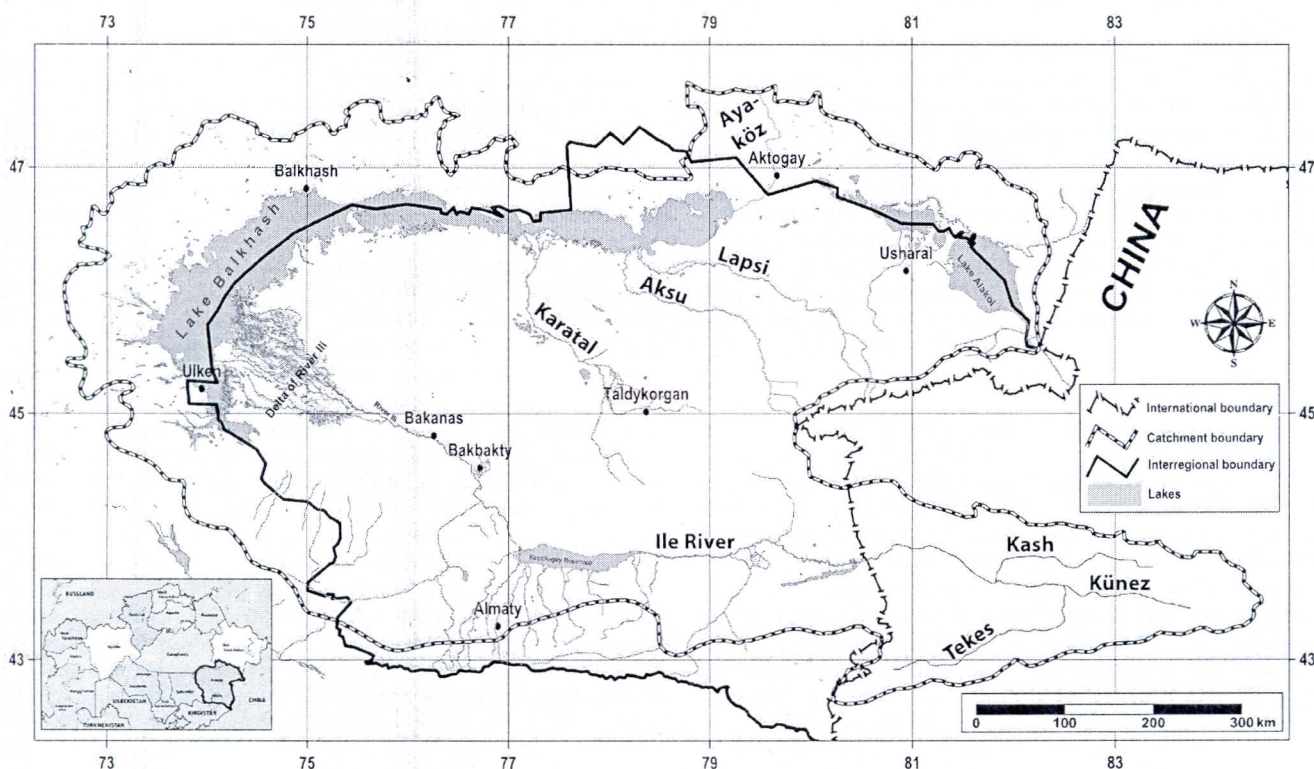 73 75 77 79 81 83
47 47
45 45
43 43
73 75 77 79 81 83
Aya-
köz
Aktogay
Balkhash
Lake Balkhash
CHINA
Lapsi
Usharal
Aksu
Lake Alakol
Karatal
N
W E
S
Ulken
Delta of River Ili
Taldykorgan
River Ili
Bakanas
Bakbakty
International boundary
Catchment boundary
Interregional boundary
Lakes
Ile River
Kash
Künez
Tekes
Almaty
RUSSLAND
CHINA
USBEKISTAN
KIRGISTAN
TURKMENISTAN
0 100 200 300 km